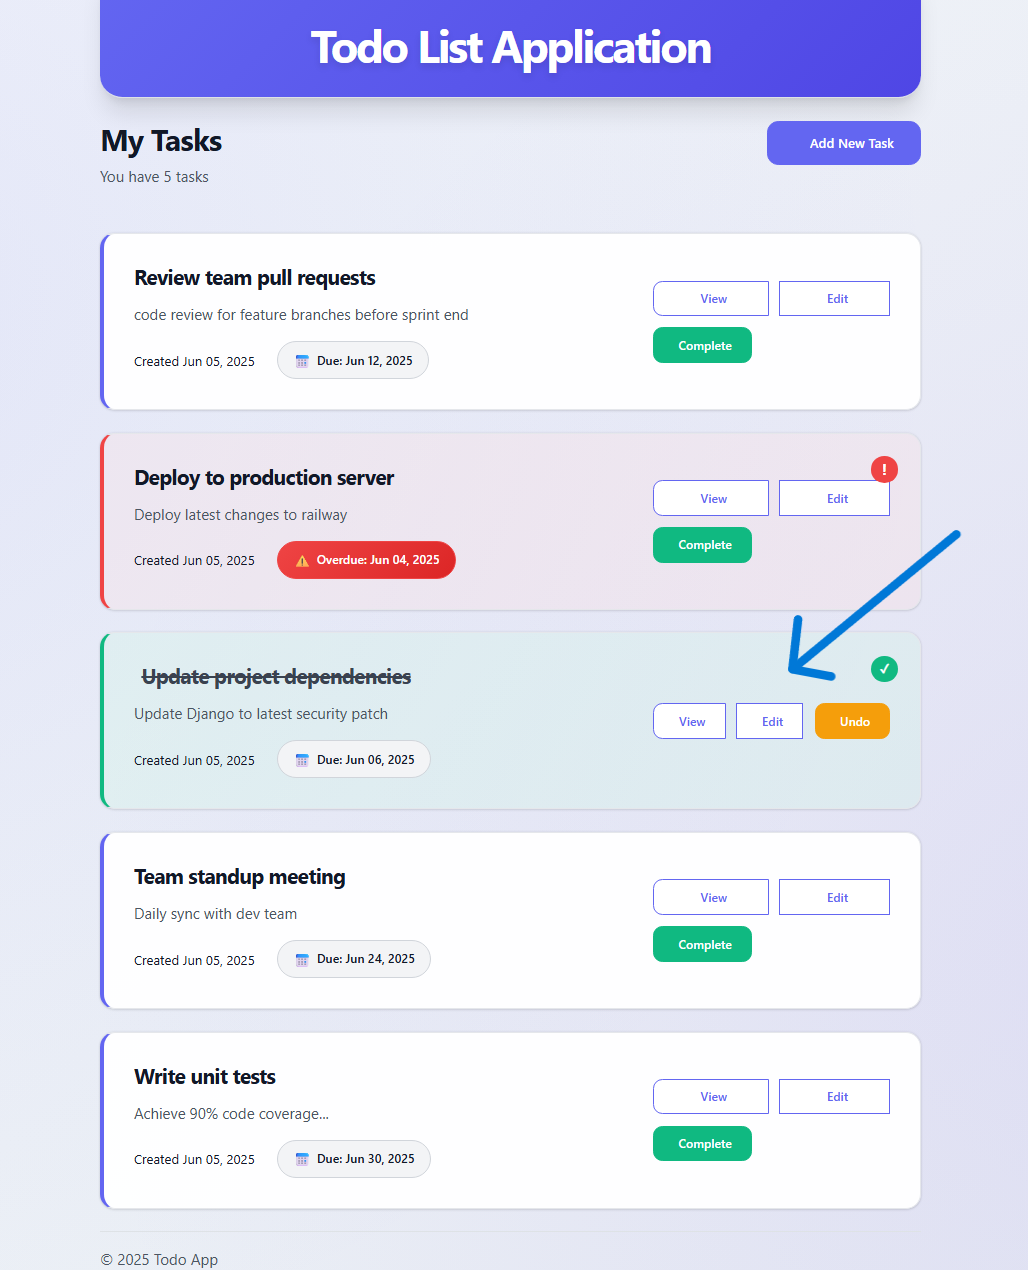 Todo List Application
My Tasks
Add New Task
You have 5 tasks
Review team pull requests
code review for feature branches before sprint end
Created Jun 05, 2025
Due: Jun 12, 2025
View
Edit
Complete
Deploy to production server
Deploy latest changes to railway
Created Jun 05, 2025
Overdue: Jun 04, 2025
!
View
Edit
Complete
Update project dependencies
Update Django to latest security patch
Created Jun 05, 2025
Due: Jun 06, 2025
View
Edit
Undo
Team standup meeting
Daily sync with dev team
Created Jun 05, 2025
Due: Jun 24, 2025
View
Edit
Complete
Write unit tests
Achieve 90% code coverage...
Created Jun 05, 2025
Due: Jun 30, 2025
View
Edit
Complete
© 2025 Todo App